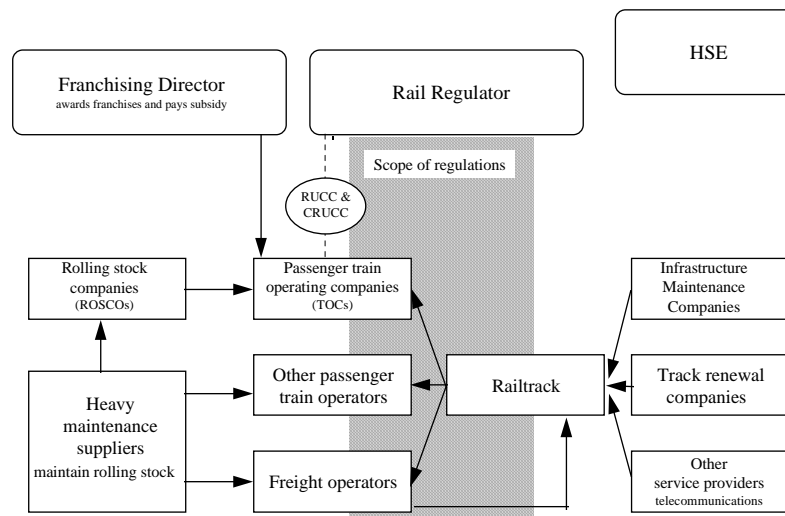 HSE
Franchising Director
awards franchises and pays subsidy
Rail Regulator
Scope of regulations
RUCC &
CRUCC
Rolling stock
companies
(ROSCOs)
Passenger train
operating companies
(TOCs)
Infrastructure
Maintenance
Companies
Other passenger
train operators
Railtrack
Track renewal
companies
Heavy
maintenance
suppliers
maintain rolling stock
Freight operators
Other
service providers
telecommunications